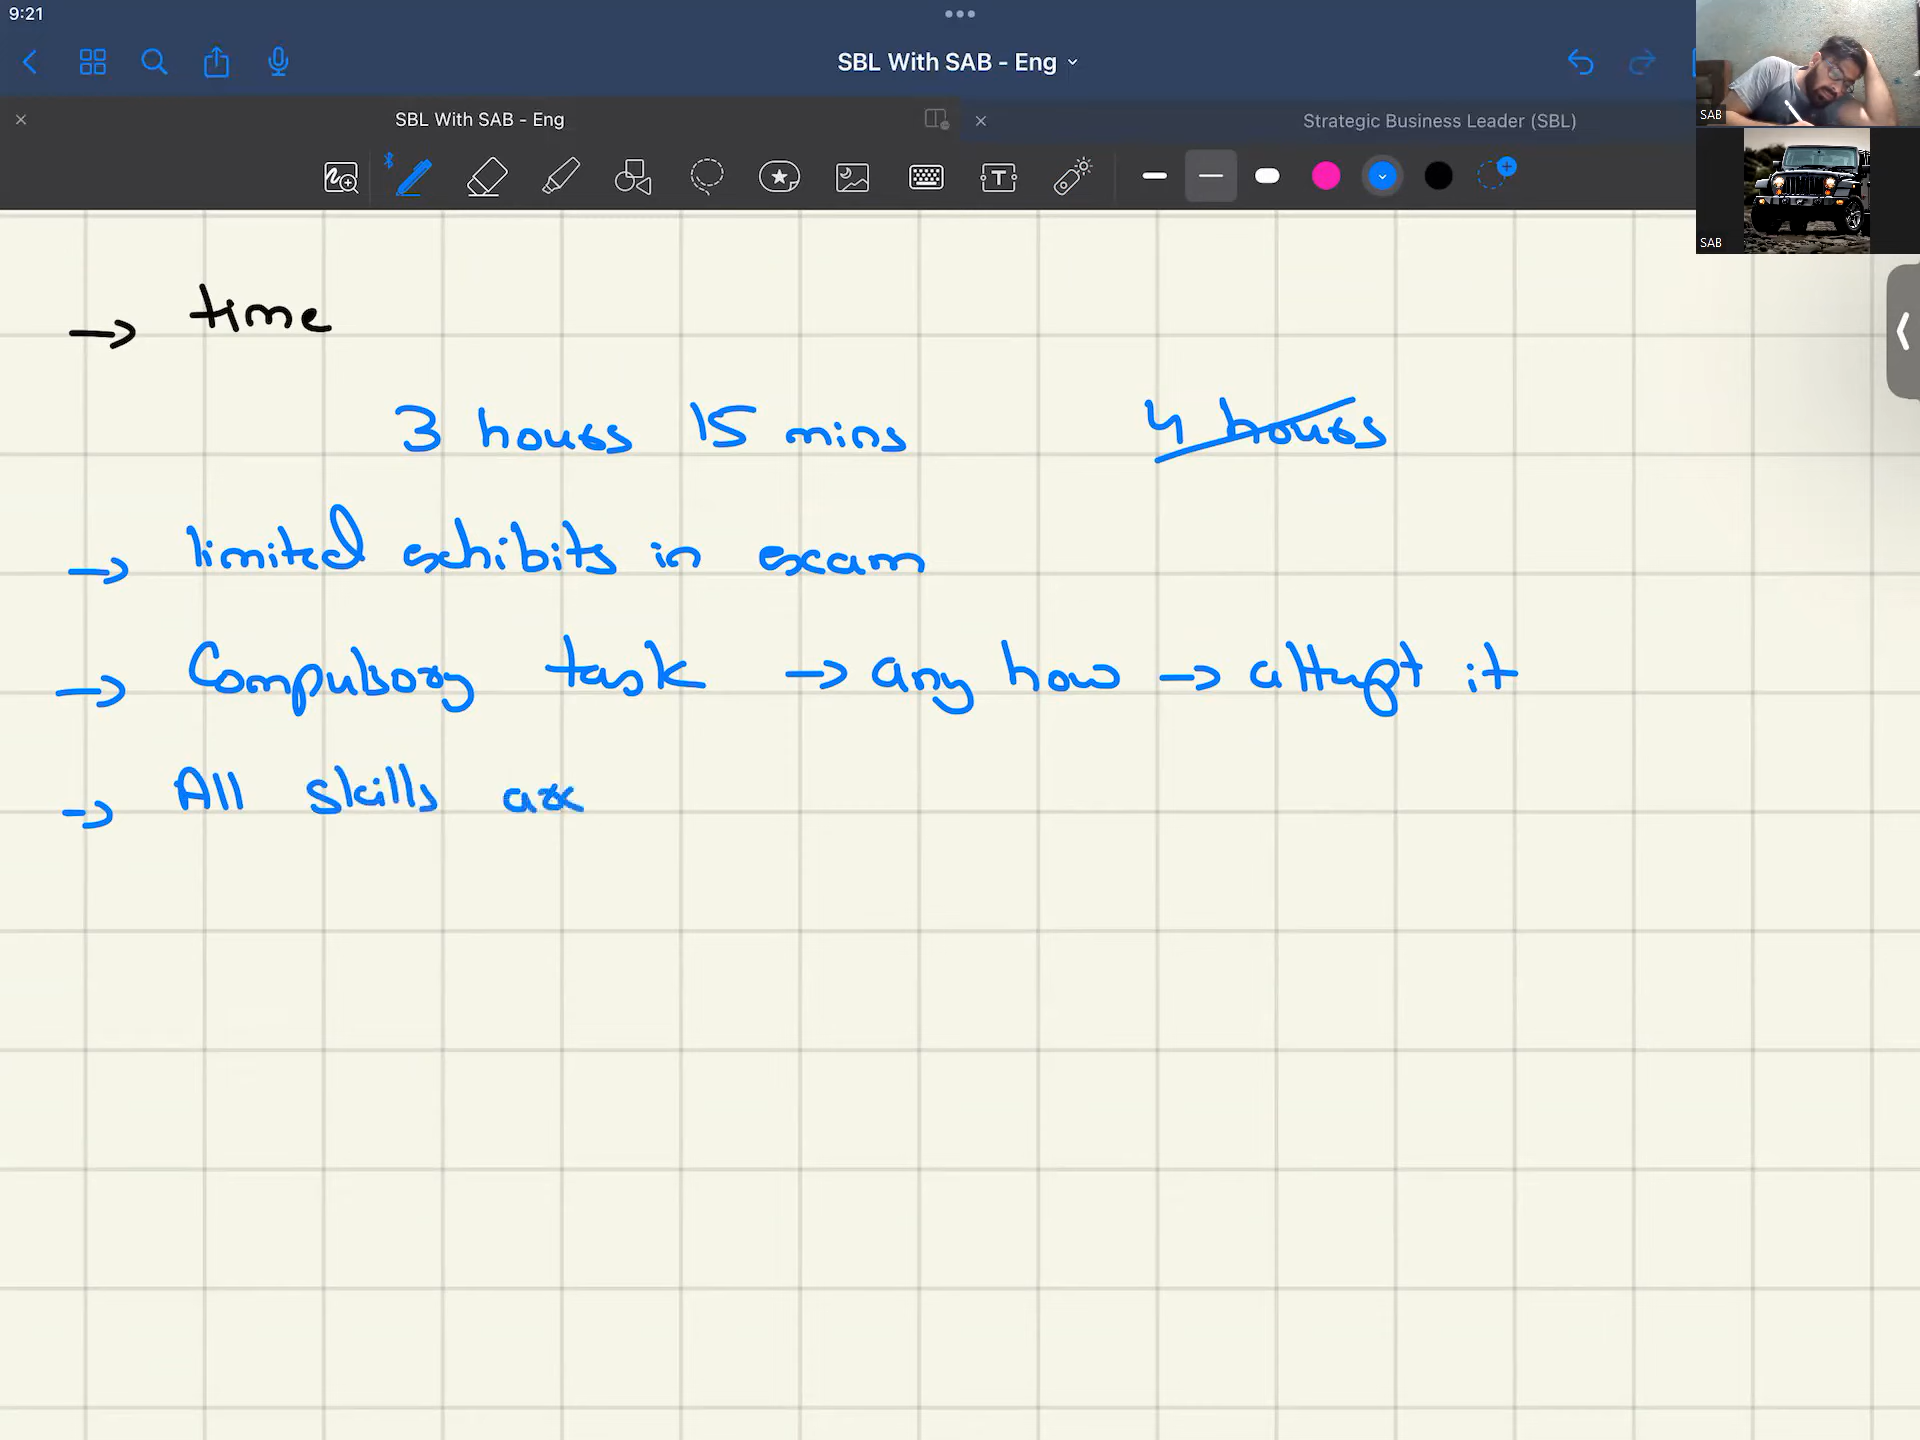 9:21
SBL With SAB - Eng
SBL With SAB - Eng
Strategic Business Leader (SBL)
SAB
SAB
→ time
3 hours 15 mins 4 hours
→ limited exhibits in exam
→ Compulsory task → any how → attempt it
→ All skills are